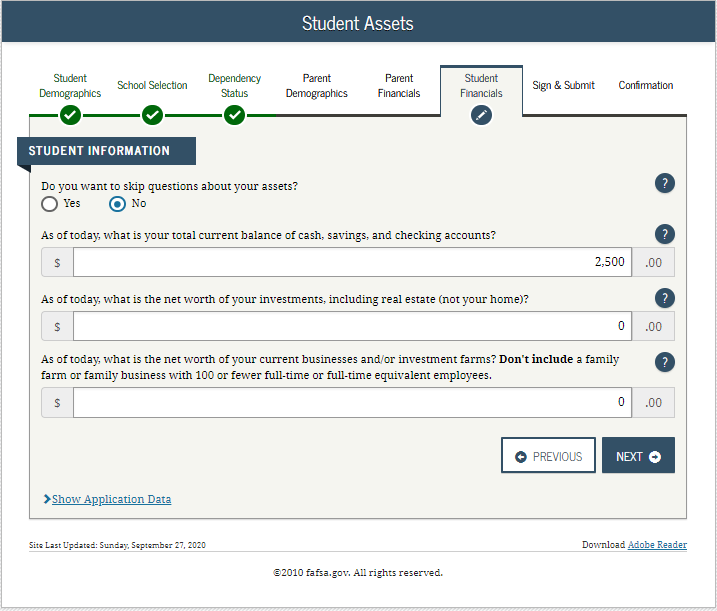 Student Assets
Student
Demographics
School Selection
Dependency
Status
Parent
Demographics
Parent
Financials
Student
Financials
Sign & Submit
Confirmation
STUDENT INFORMATION
Do you want to skip questions about your assets?
?
Yes
No
As of today, what is your total current balance of cash, savings, and checking accounts?
?
$ 2,500 .00
As of today, what is the net worth of your investments, including real estate (not your home)?
?
$ 0 .00
As of today, what is the net worth of your current businesses and/or investment farms? Don't include a family
farm or family business with 100 or fewer full-time or full-time equivalent employees.
?
$ 0 .00
PREVIOUS
NEXT
Show Application Data
Site Last Updated: Sunday, September 27, 2020
Download Adobe Reader
©2010 fafsa.gov. All rights reserved.